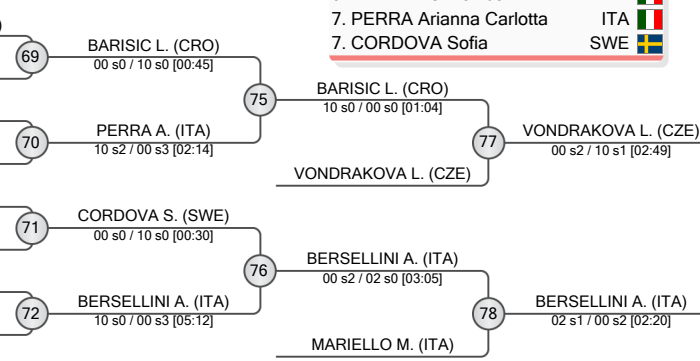 7. PERRA Arianna Carlotta ITA
7. CORDOVA Sofia SWE
69
BARISIC L. (CRO)
00 s0 / 10 s0 [00:45]
75
BARISIC L. (CRO)
10 s0 / 00 s0 [01:04]
70
PERRA A. (ITA)
10 s2 / 00 s3 [02:14]
77
VONDRAKOVA L. (CZE)
00 s2 / 10 s1 [02:49]
VONDRAKOVA L. (CZE)
71
CORDOVA S. (SWE)
00 s0 / 10 s0 [00:30]
76
BERSELLINI A. (ITA)
00 s2 / 02 s0 [03:05]
72
BERSELLINI A. (ITA)
10 s0 / 00 s3 [05:12]
78
BERSELLINI A. (ITA)
02 s1 / 00 s2 [02:20]
MARIELLO M. (ITA)